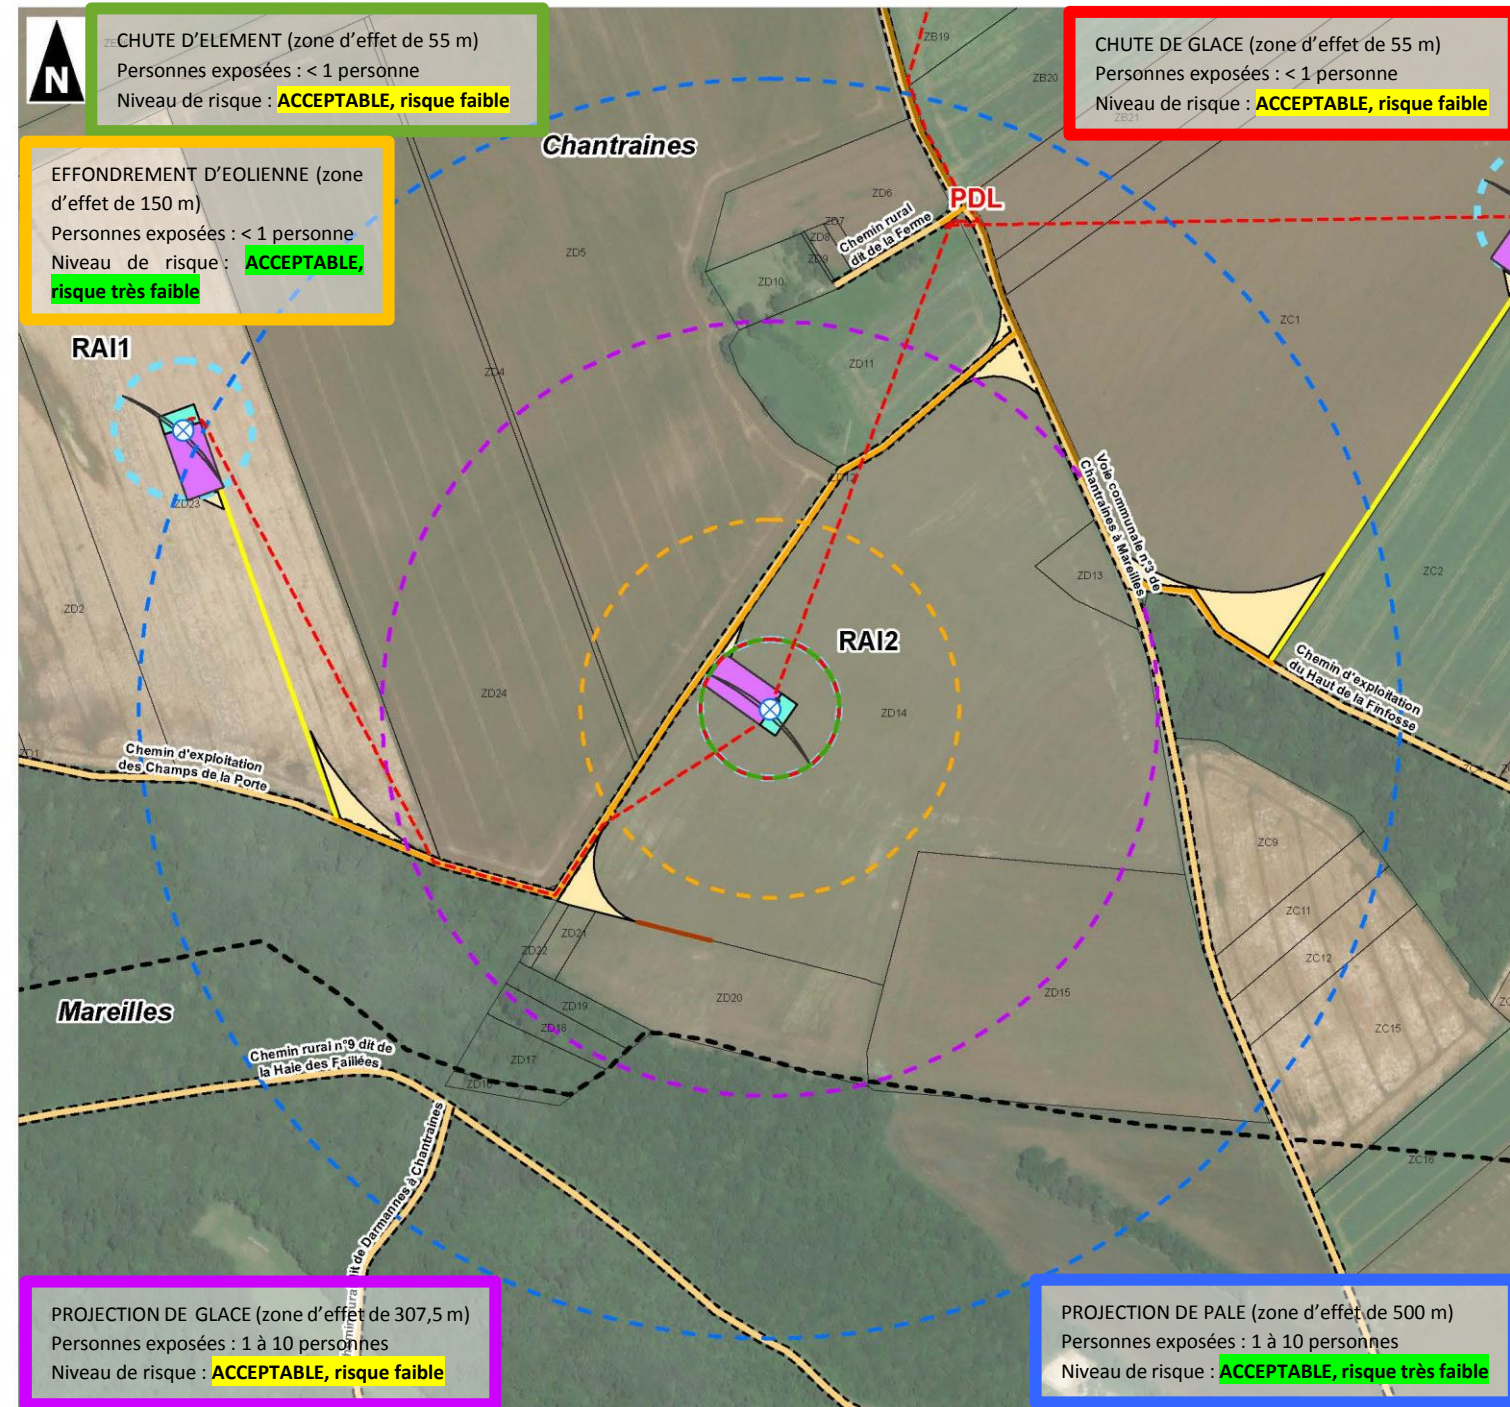 N
CHUTE D'ELEMENT (zone d'effet de 55 m)
Personnes exposées : < 1 personne
Niveau de risque : ACCEPTABLE, risque faible
CHUTE DE GLACE (zone d'effet de 55 m)
Personnes exposées : < 1 personne
Niveau de risque : ACCEPTABLE, risque faible
ZB19
ZB20
ZB21
EFFONDREMENT D'EOLIENNE (zone
d'effet de 150 m)
Personnes exposées : < 1 personne
Niveau de risque : ACCEPTABLE,
risque très faible
Chantraines
ZD6
PDL
ZD7
ZD8
ZD9
Chemin rural
dit de la Ferme
ZD5
ZD10
ZC1
RAI1
ZD4
ZD11
ZD12
ZD23
Voie communale n°3 de
Chantraines à Mareilles
ZD13
ZC2
ZD2
RAI2
Chemin d'exploitation
du Haut de la Finfosse
ZD24
ZD14
ZD1
Chemin d'exploitation
des Champs de la Porte
ZC9
ZC11
ZD21
ZD22
ZC12
ZD20
ZD15
ZD19
ZD18
ZC15
Mareilles
Chemin rural n°9 dit de
la Haie des Faillées
ZD17
ZD16
ZC16
dit de Darmannes à Chantraines
PROJECTION DE GLACE (zone d'effet de 307,5 m)
Personnes exposées : 1 à 10 personnes
Niveau de risque : ACCEPTABLE, risque faible
PROJECTION DE PALE (zone d'effet de 500 m)
Personnes exposées : 1 à 10 personnes
Niveau de risque : ACCEPTABLE, risque très faible